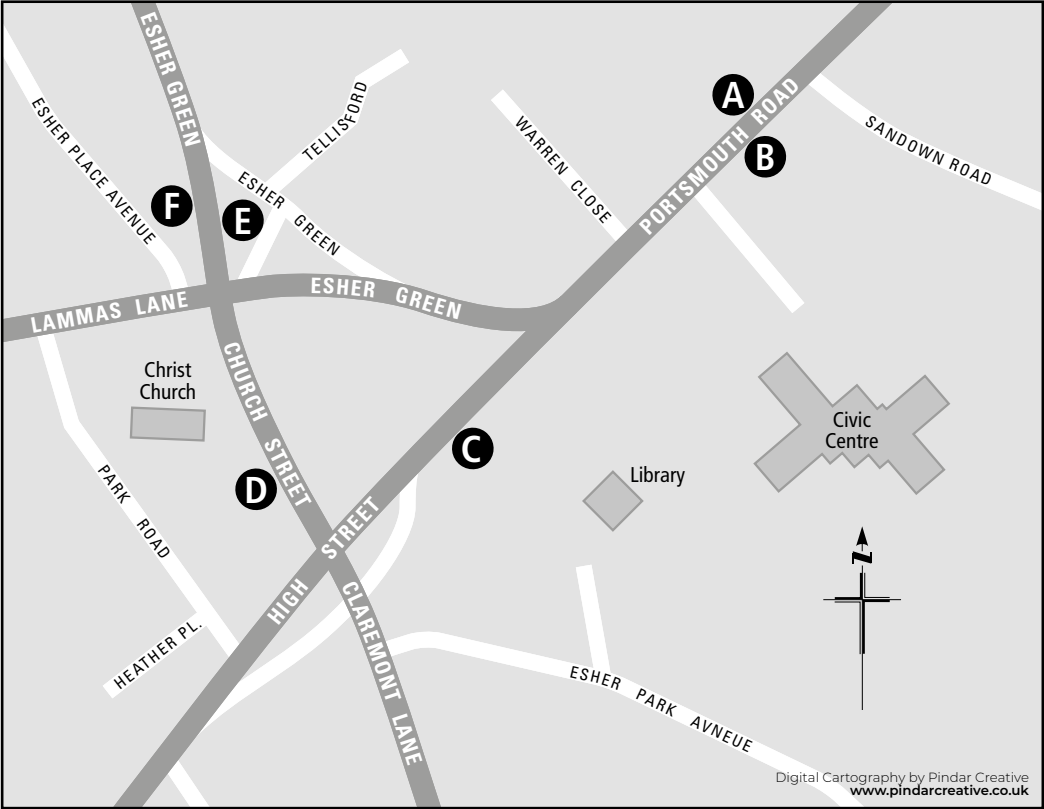 ESHER GREEN
ESHER PLACE AVENUE
TELLISFORD
ESHER GREEN
WARREN CLOSE
PORTSMOUTH ROAD
SANDOWN ROAD
A
B
F
E
LAMMAS LANE
ESHER GREEN
Christ
Church
CHURCH STREET
C
D
Civic
Centre
Library
PARK ROAD
HIGH STREET
HEATHER PL.
CLAREMONT LANE
ESHER PARK AVNEUE
N
Digital Cartography by Pindar Creative
www.pindarcreative.co.uk